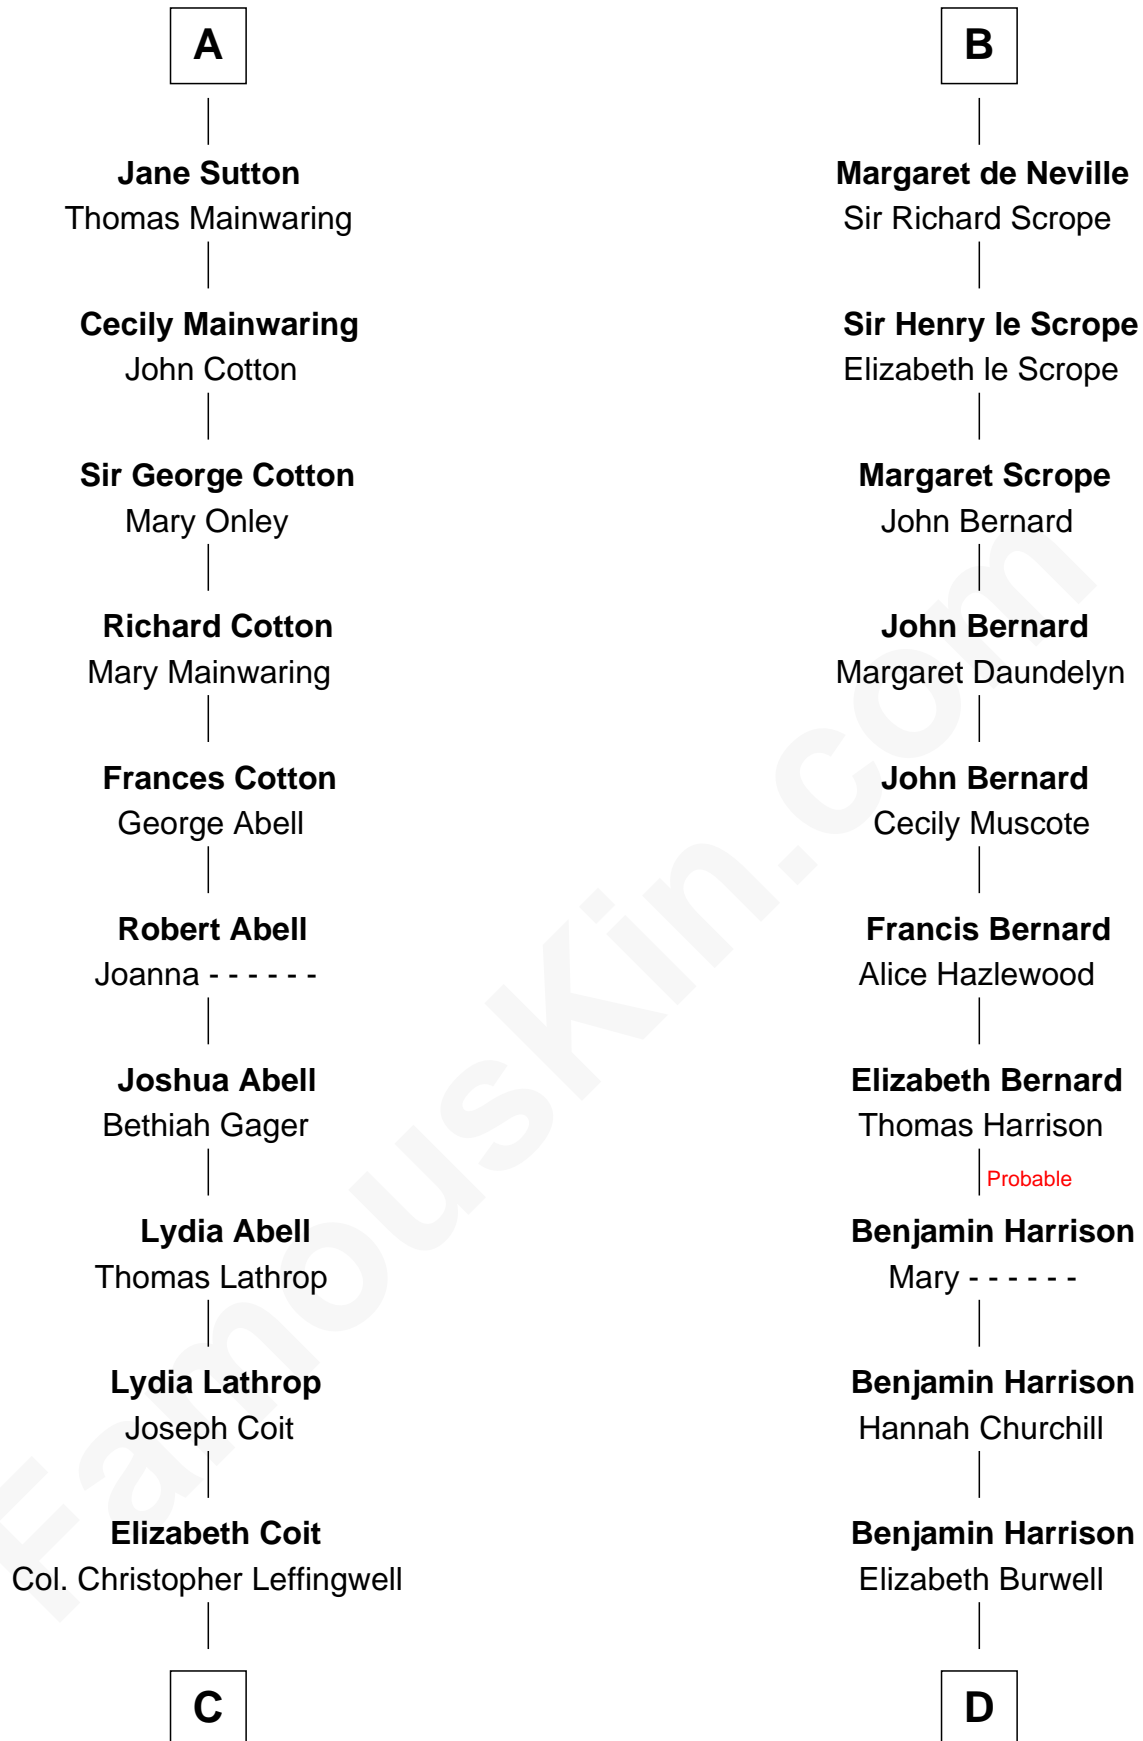 A
Jane Sutton
Thomas Mainwaring
Cecily Mainwaring
John Cotton
Sir George Cotton
Mary Onley
Richard Cotton
Mary Mainwaring
Frances Cotton
George Abell
Robert Abell
Joanna - - - - - -
Joshua Abell
Bethiah Gager
Lydia Abell
Thomas Lathrop
Lydia Lathrop
Joseph Coit
Elizabeth Coit
Col. Christopher Leffingwell
C
B
Margaret de Neville
Sir Richard Scrope
Sir Henry le Scrope
Elizabeth le Scrope
Margaret Scrope
John Bernard
John Bernard
Margaret Daundelyn
John Bernard
Cecily Muscote
Francis Bernard
Alice Hazlewood
Elizabeth Bernard
Thomas Harrison
Probable
Benjamin Harrison
Mary - - - - - -
Benjamin Harrison
Hannah Churchill
Benjamin Harrison
Elizabeth Burwell
D
FamousKin.com